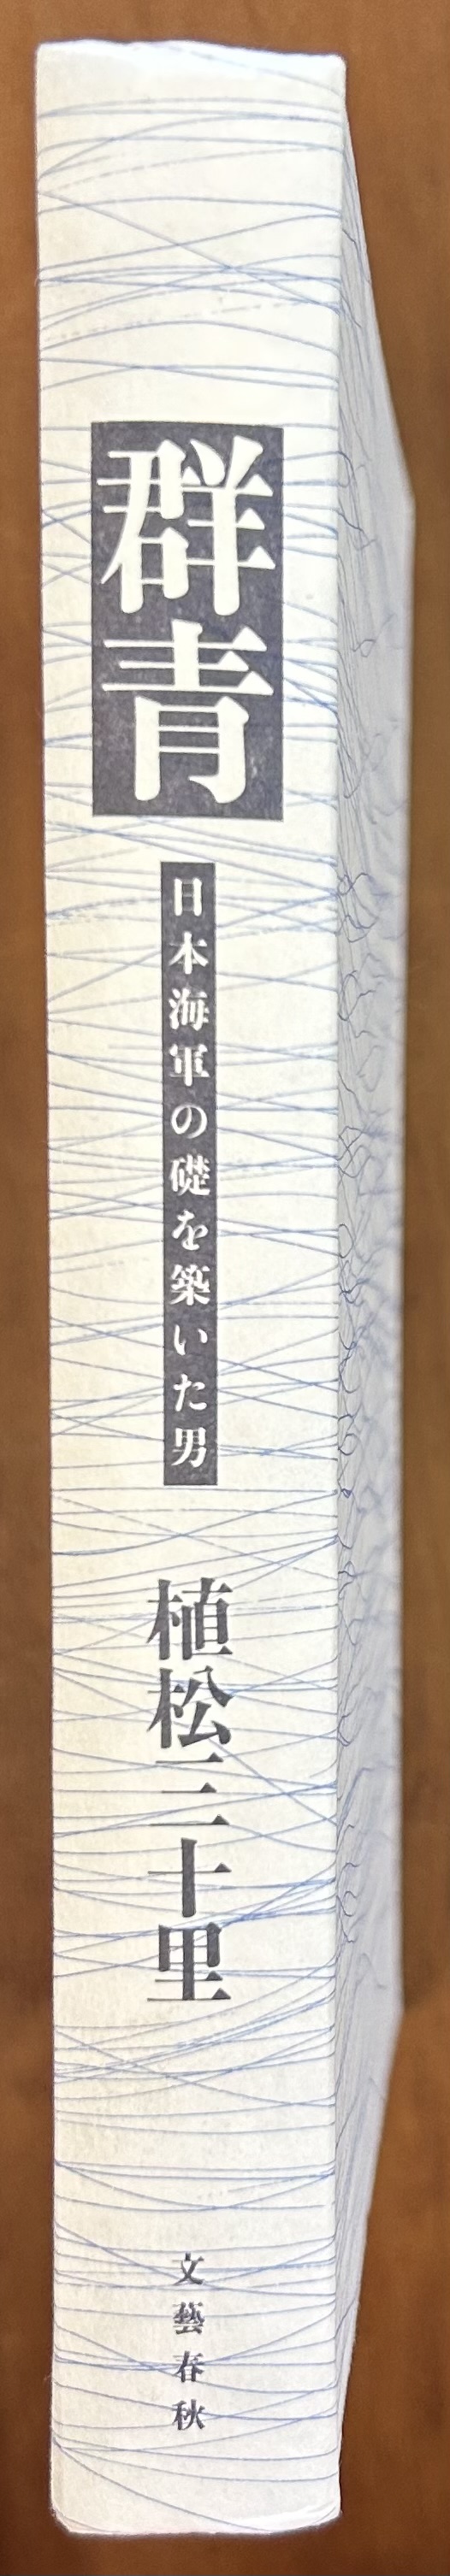 群青
日本海軍の礎を築いた男
植松三十里
文藝春秋